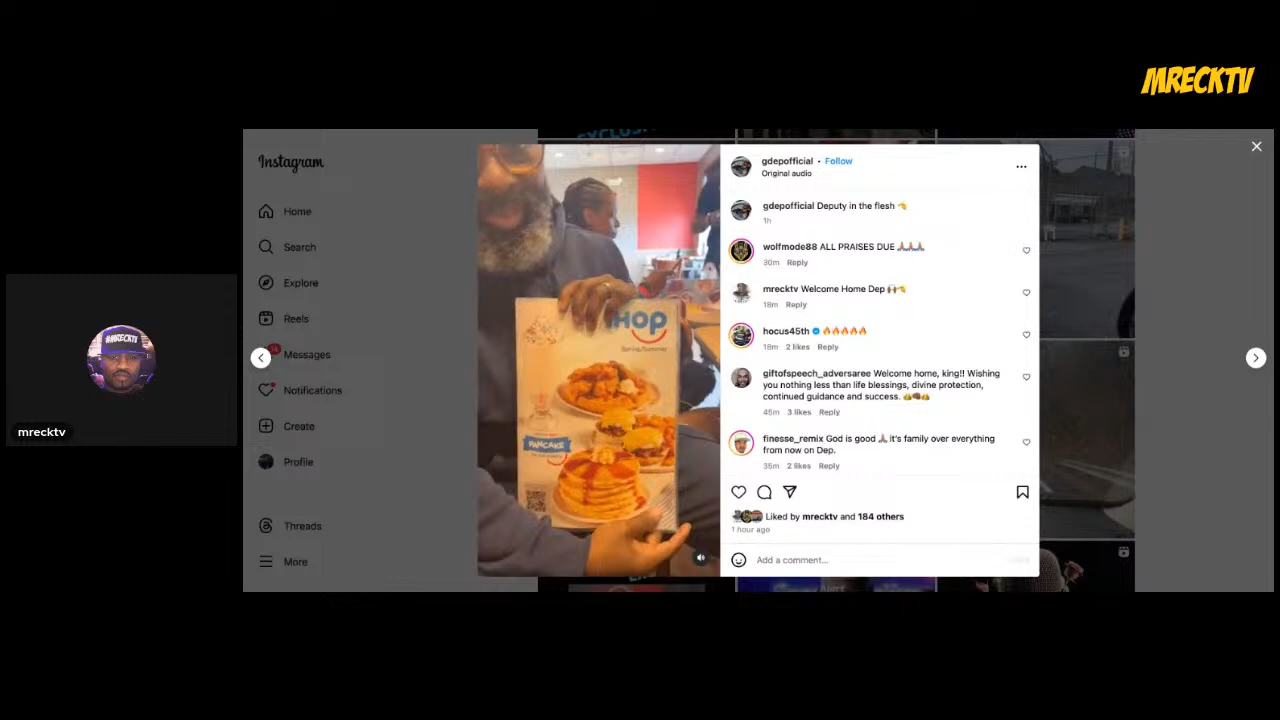 MRECKTV
Instagram
Home
Search
Explore
Reels
Messages
Notifications
Create
Profile
Threads
More
mrecktv
#MRECKTV
HOP
Spring/Summer
PANCAKE
gdepofficial • Follow
Original audio
gdepofficial Deputy in the flesh
1h
wolfmode88 ALL PRAISES DUE
30m Reply
mrecktv Welcome Home Dep
18m Reply
hocus45th
18m 2 likes Reply
giftofspeech_adversaree Welcome home, king!! Wishing
you nothing less than life blessings, divine protection,
continued guidance and success.
45m 3 likes Reply
finesse_remix God is good it's family over everything
from now on Dep.
35m 2 likes Reply
Liked by mrecktv and 184 others
1 hour ago
Add a comment...